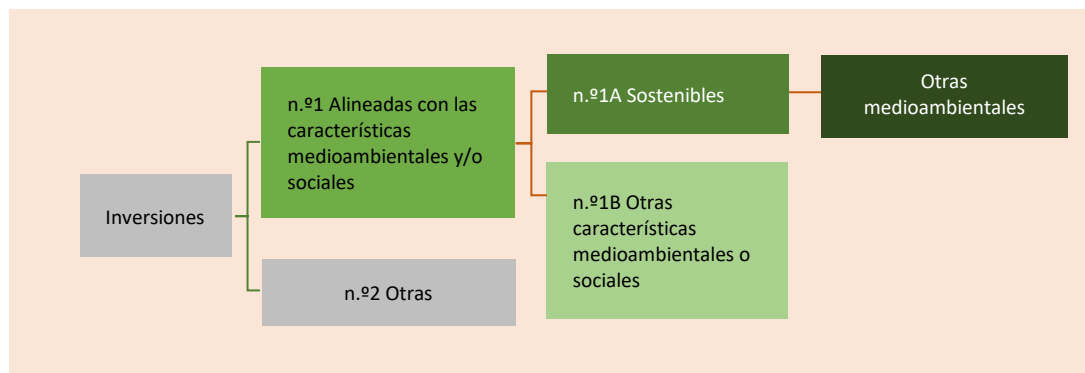 Inversiones
n.º1 Alineadas con las
características
medioambientales y/o
sociales
n.º2 Otras
n.º1A Sostenibles
n.º1B Otras
características
medioambientales o
sociales
Otras
medioambientales